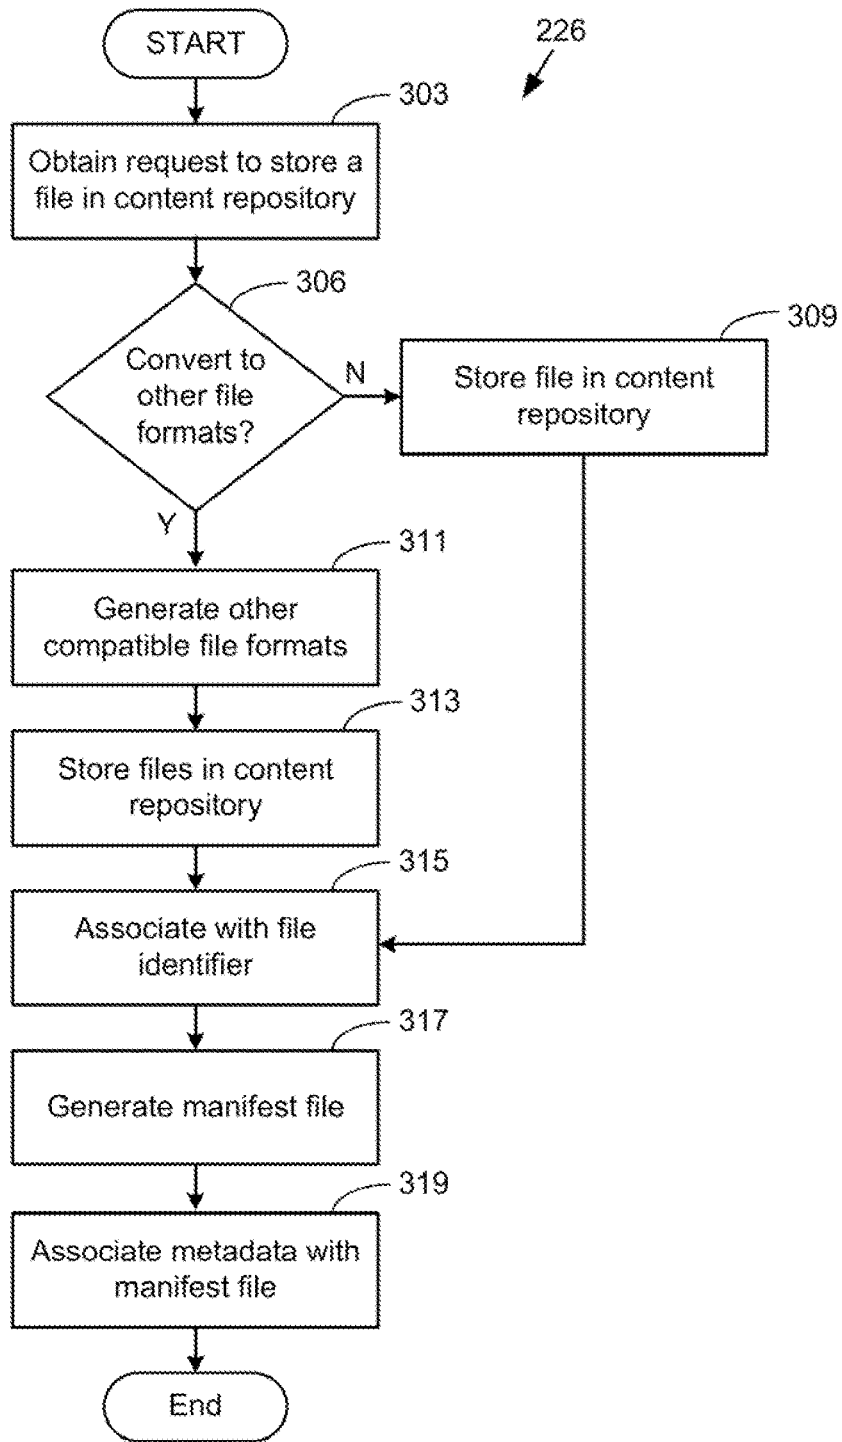 START
226
303
Obtain request to store a
file in content repository
306
Convert to
other file
formats?
N
309
Store file in content
repository
Y
311
Generate other
compatible file formats
313
Store files in content
repository
315
Associate with file
identifier
317
Generate manifest file
319
Associate metadata with
manifest file
End